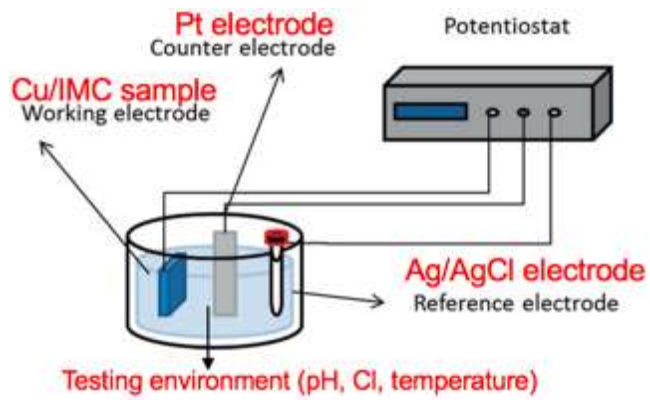 Pt electrode
Counter electrode
Potentiostat
Cu/IMC sample
Working electrode
Ag/AgCl electrode
Reference electrode
Testing environment (pH, Cl, temperature)